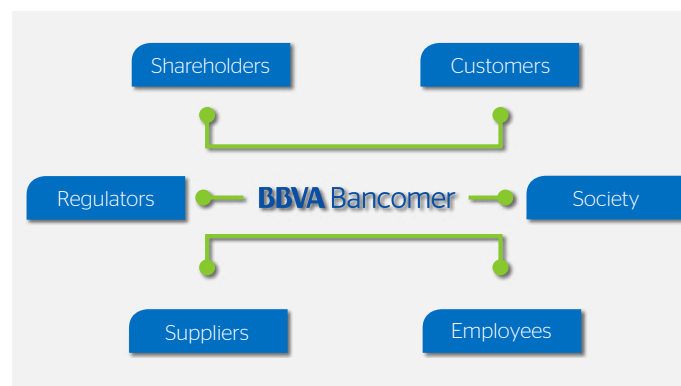 Shareholders
Customers
Regulators
BBVA Bancomer
Society
Suppliers
Employees